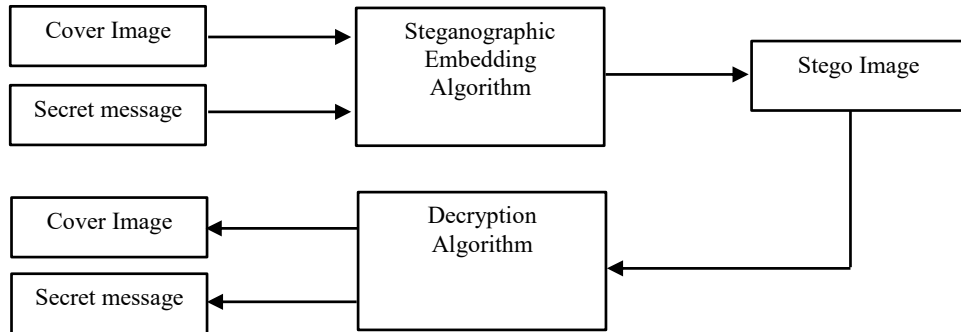 Cover Image
Secret message
Steganographic
Embedding
Algorithm
Stego Image
Cover Image
Secret message
Decryption
Algorithm